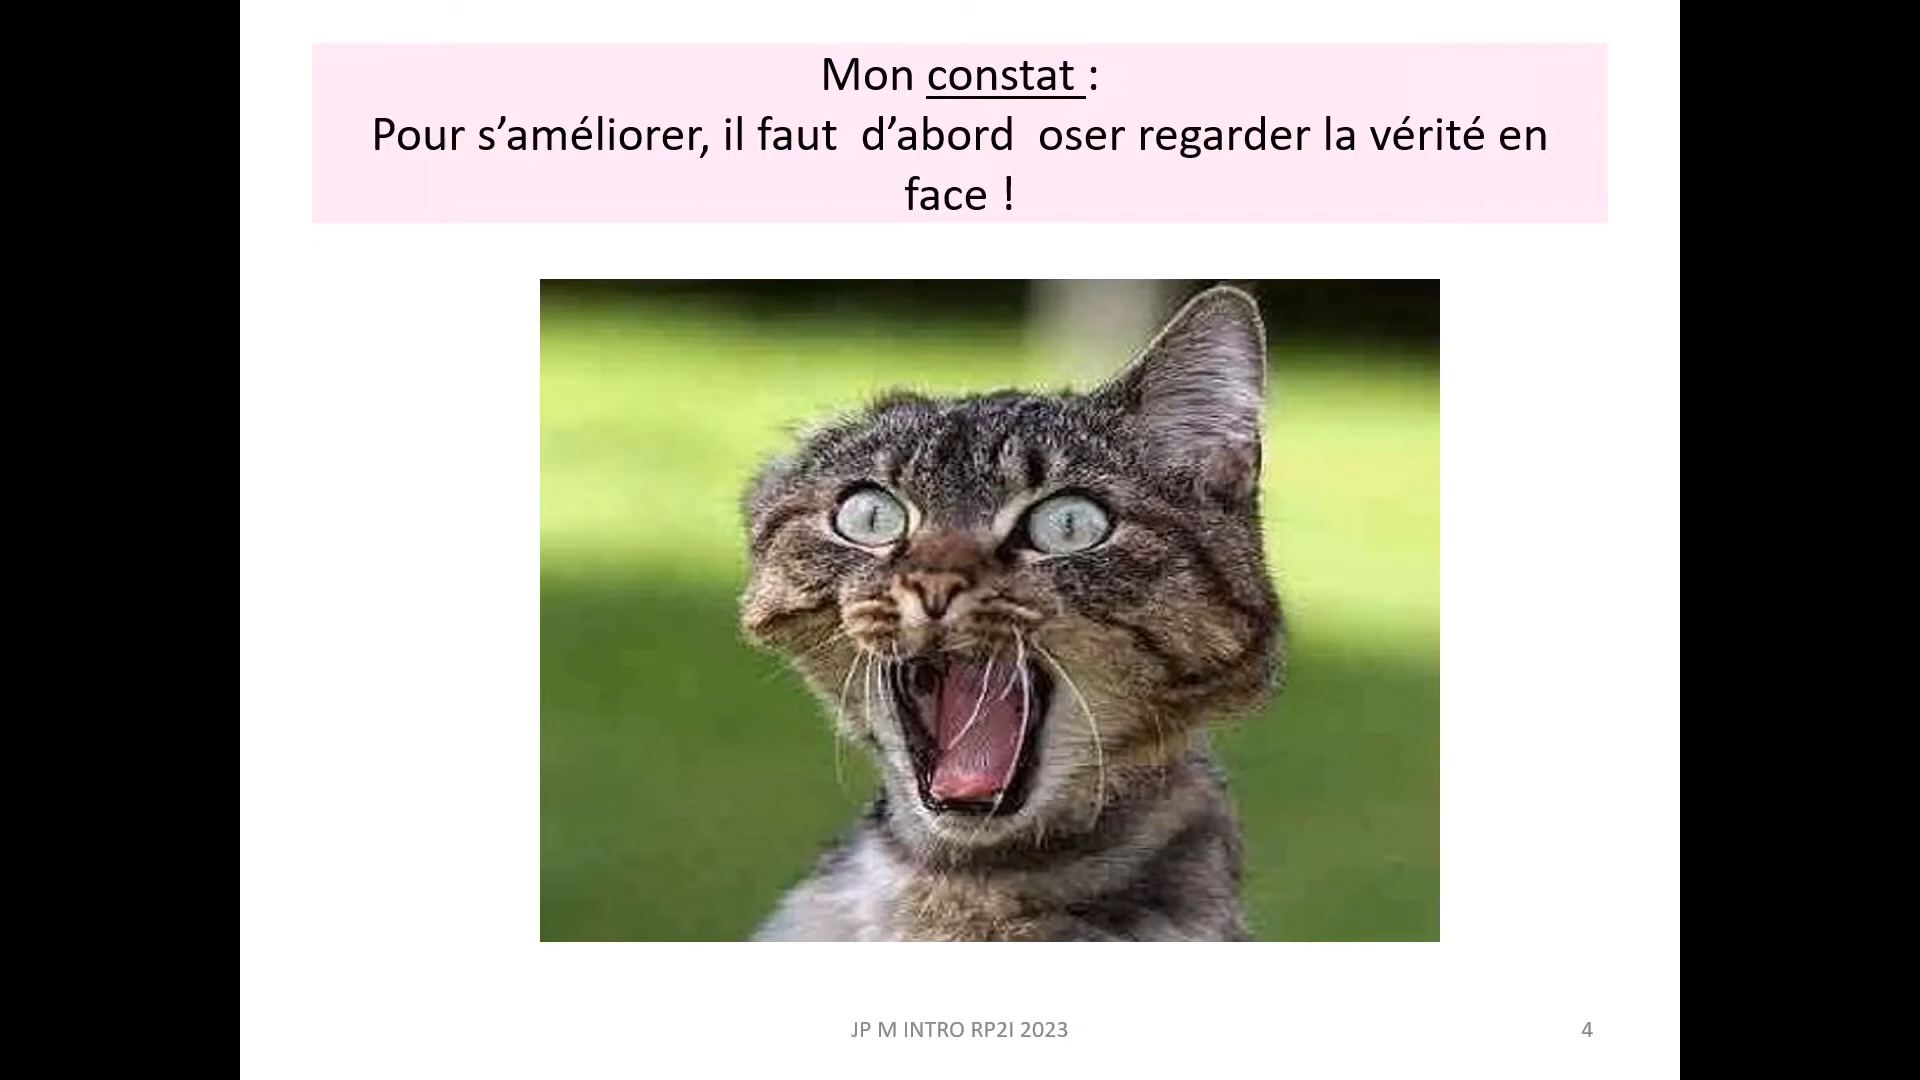 Mon constat :
Pour s’améliorer, il faut  d’abord  oser regarder la vérité en
face !
JP M INTRO RP2I 2023
4